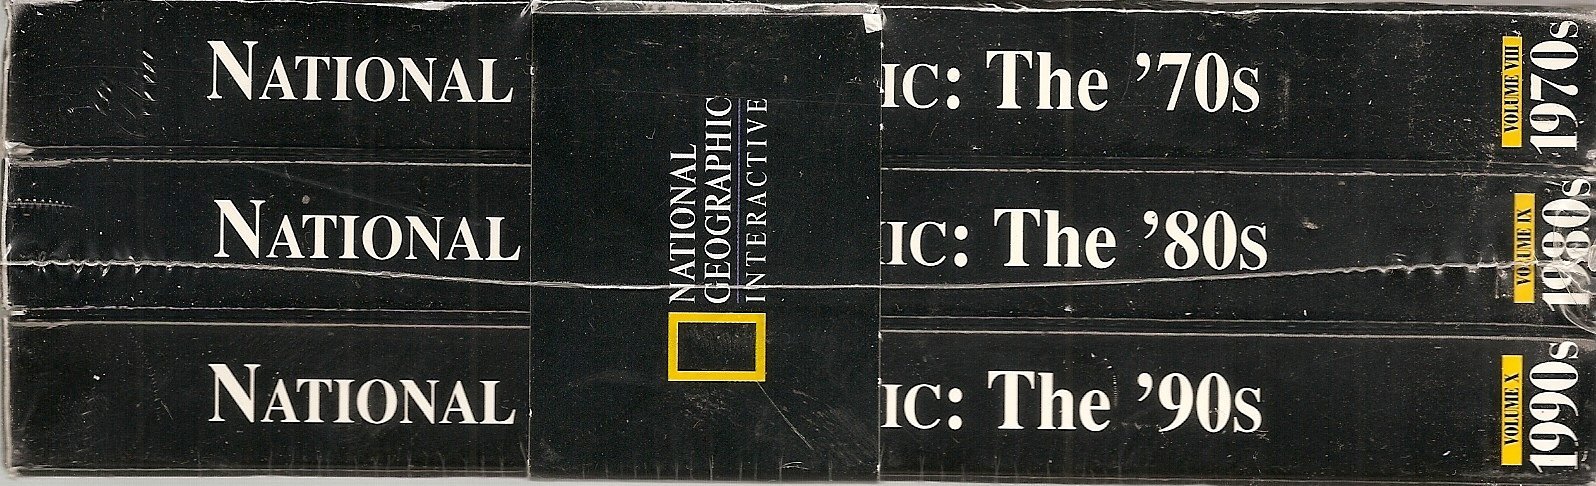 NATIONAL IC: The ’70s
VOLUME VIII
1970s
NATIONAL IC: The ’80s
VOLUME IX
1980s
NATIONAL IC: The ’90s
VOLUME X
1990s
NATIONAL
GEOGRAPHIC
INTERACTIVE